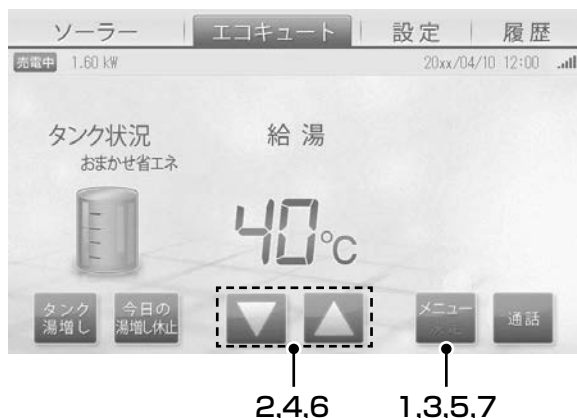 ソーラー エコキュート 設定 履歴
売電中 1.60 kW 20xx/04/10 12:00
タンク状況 給湯
おまかせ省エネ
40℃
タンク 今日の メニュー 通話
湯増し 湯増し休止 決定
2,4,6 1,3,5,7